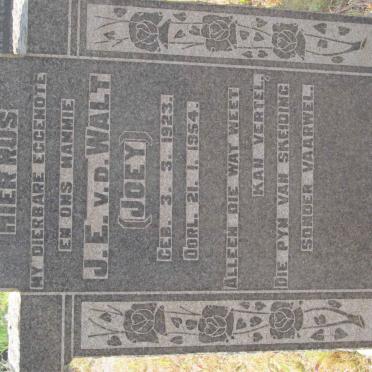 HIER RUS
MY DIERBARE EGGENOTE
EN ONS MAMMIE
J.E. V.D. WALT
(JOEY)
GEB. 3. 3. 1923.
OORL. 21. 1. 1954.
ALLEEN DIE WAT WEET
KAN VERTEL,
DIE PYN VAN SKEIDING
SONDER VAARWEL.